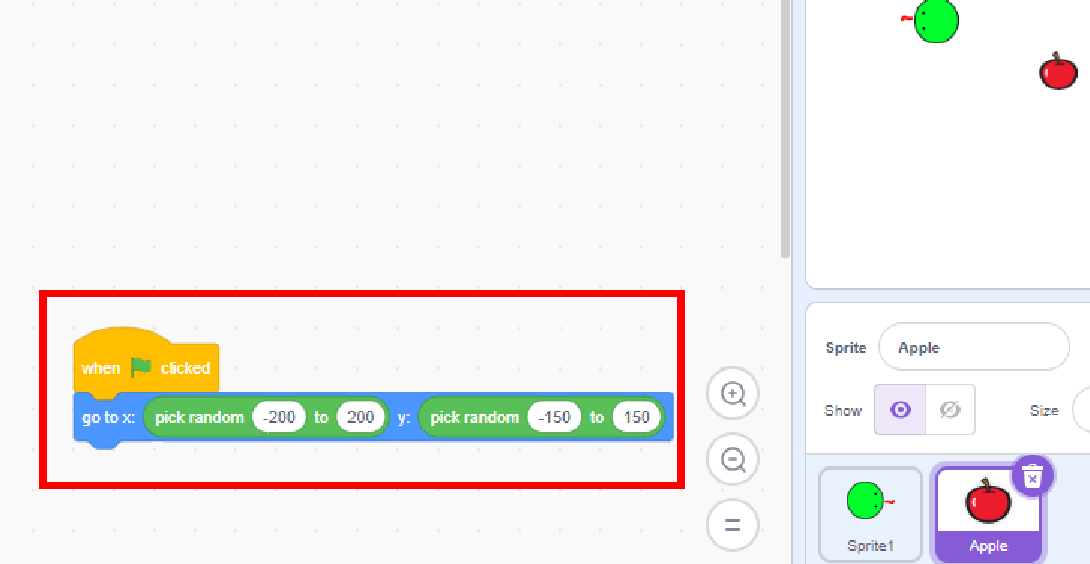 when clicked
go to x: pick random -200 to 200 y: pick random -150 to 150
Sprite Apple
Show Size
Sprite1
Apple